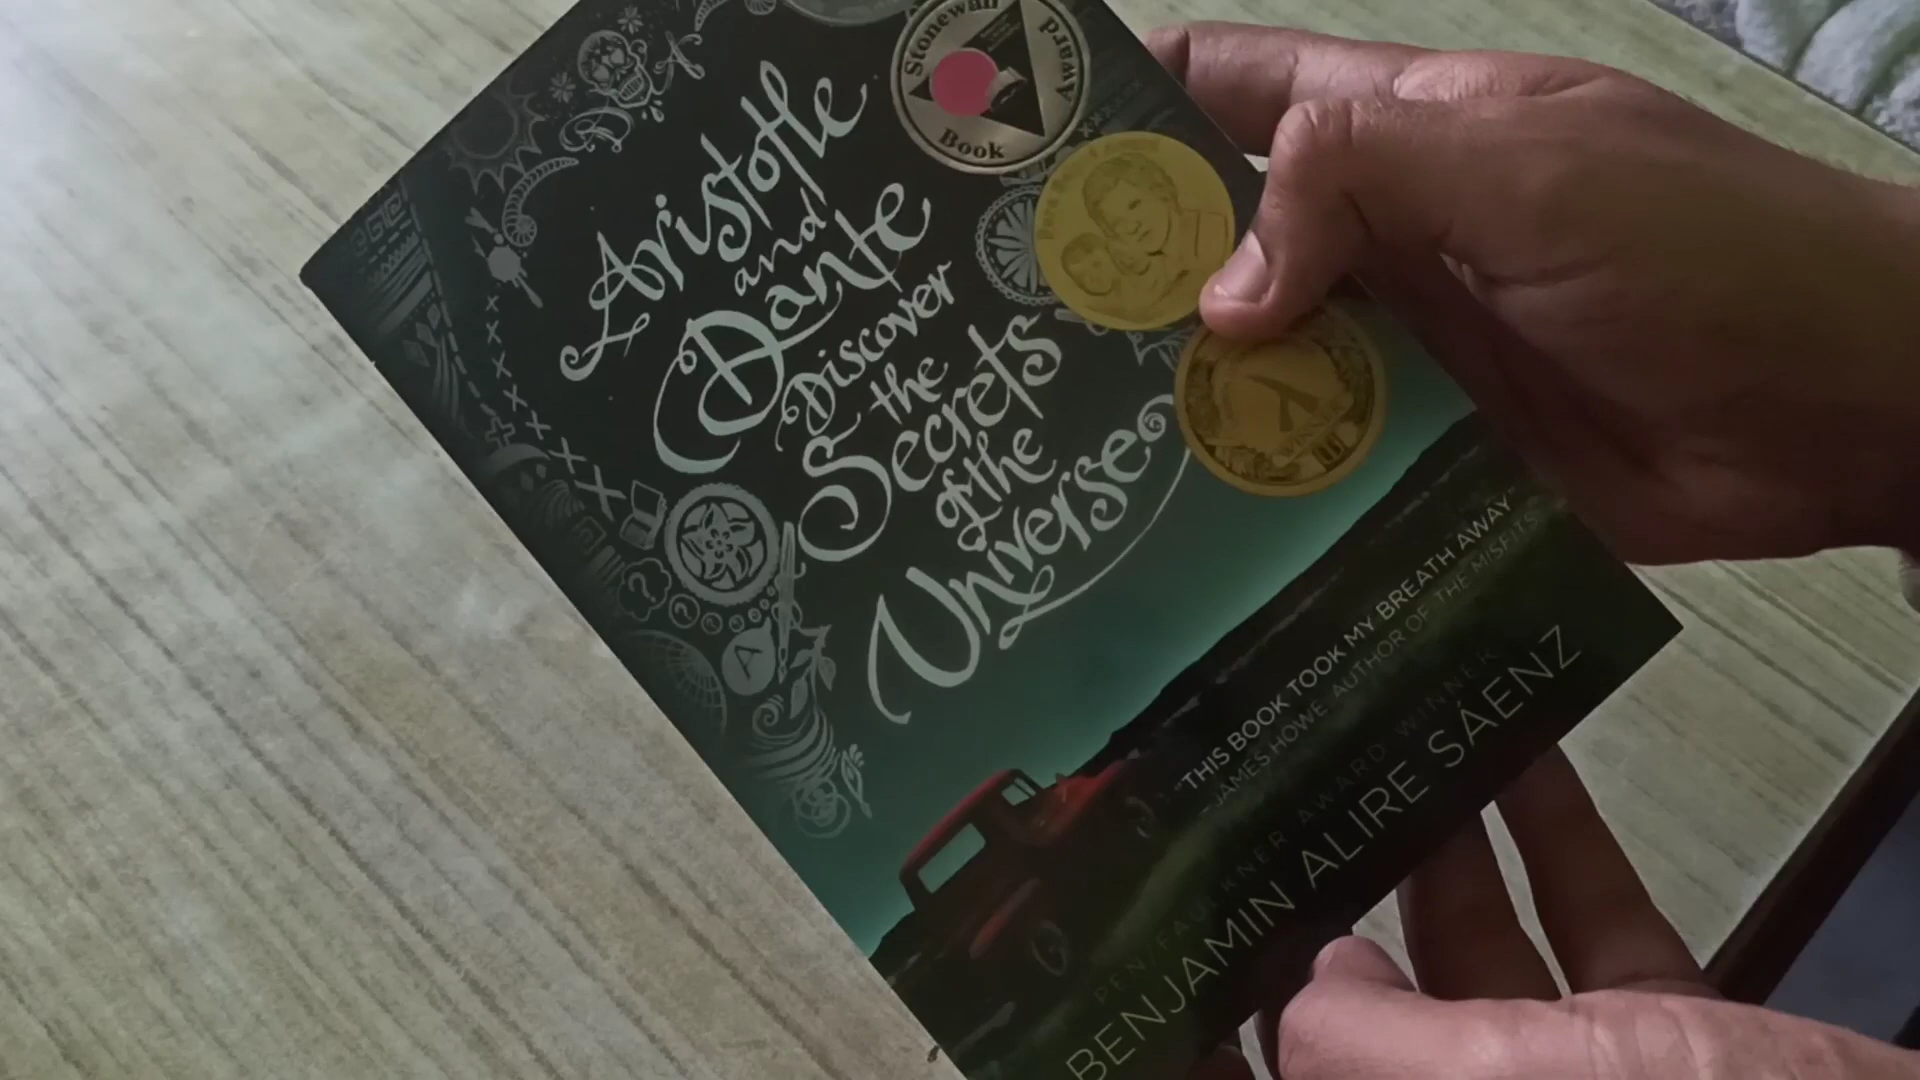 Stonewall
Book
Award
Aristotle
and
Dante
Discover
the
Secrets
of the
Universe
"THIS BOOK TOOK MY BREATH AWAY"
-JAMES HOWE AUTHOR OF THE MISFITS
PEN/FAULKNER AWARD WINNER
BENJAMIN ALIRE SÁENZ
A